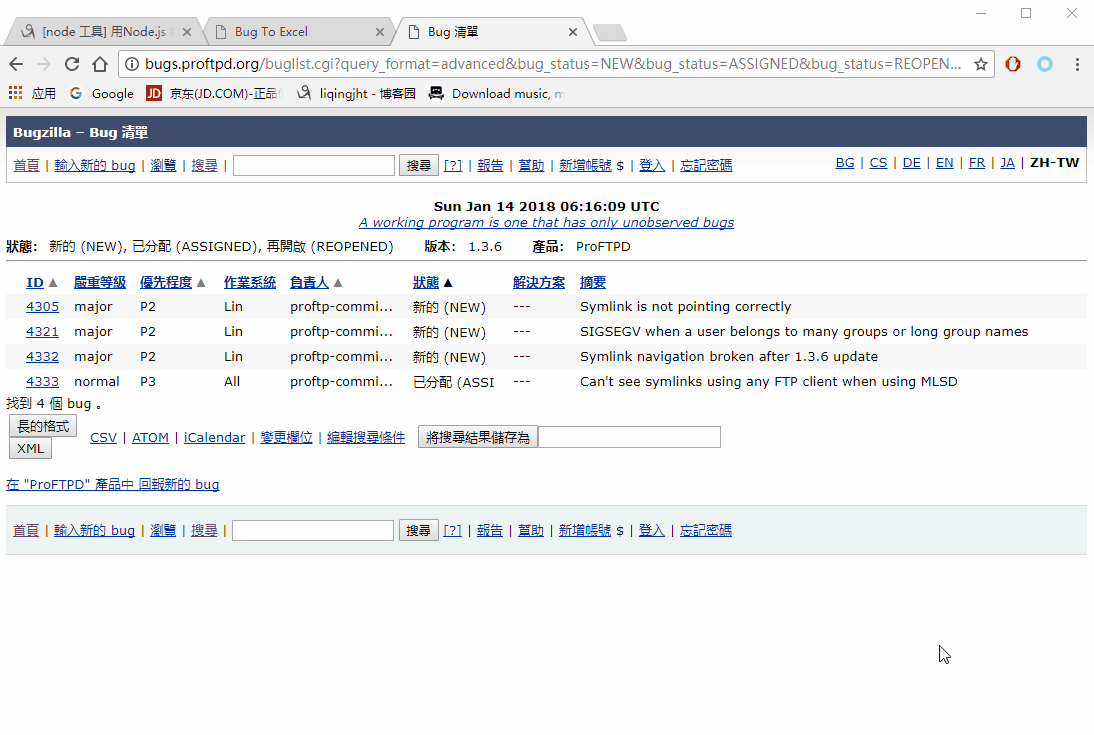 [node 工具] 用Node.js
Bug To Excel
Bug 清單
bugs.proftpd.org/buglist.cgi?query_format=advanced&bug_status=NEW&bug_status=ASSIGNED&bug_status=REOPEN...
应用 Google JD 京东(JD.COM)-正品 liqingjht - 博客园 Download music, m
Bugzilla – Bug 清單
首頁 | 輸入新的 bug | 瀏覽 | 搜尋 | 搜尋 [?] | 報告 | 幫助 | 新增帳號 $ | 登入 | 忘記密碼 BG | CS | DE | EN | FR | JA | ZH-TW
Sun Jan 14 2018 06:16:09 UTC
A working program is one that has only unobserved bugs
狀態: 新的 (NEW), 已分配 (ASSIGNED), 再開啟 (REOPENED) 版本: 1.3.6 產品: ProFTPD
ID ▲ 嚴重等級 優先程度 ▲ 作業系統 負責人 ▲ 狀態 ▲ 解決方案 摘要
4305 major P2 Lin proftp-commi... 新的 (NEW) --- Symlink is not pointing correctly
4321 major P2 Lin proftp-commi... 新的 (NEW) --- SIGSEGV when a user belongs to many groups or long group names
4332 major P2 Lin proftp-commi... 新的 (NEW) --- Symlink navigation broken after 1.3.6 update
4333 normal P3 All proftp-commi... 已分配 (ASSI --- Can't see symlinks using any FTP client when using MLSD
找到 4 個 bug 。
長的格式
XML
CSV | ATOM | iCalendar | 變更欄位 | 編輯搜尋條件 將搜尋結果儲存為
在 "ProFTPD" 產品中 回報新的 bug
首頁 | 輸入新的 bug | 瀏覽 | 搜尋 | 搜尋 [?] | 報告 | 幫助 | 新增帳號 $ | 登入 | 忘記密碼